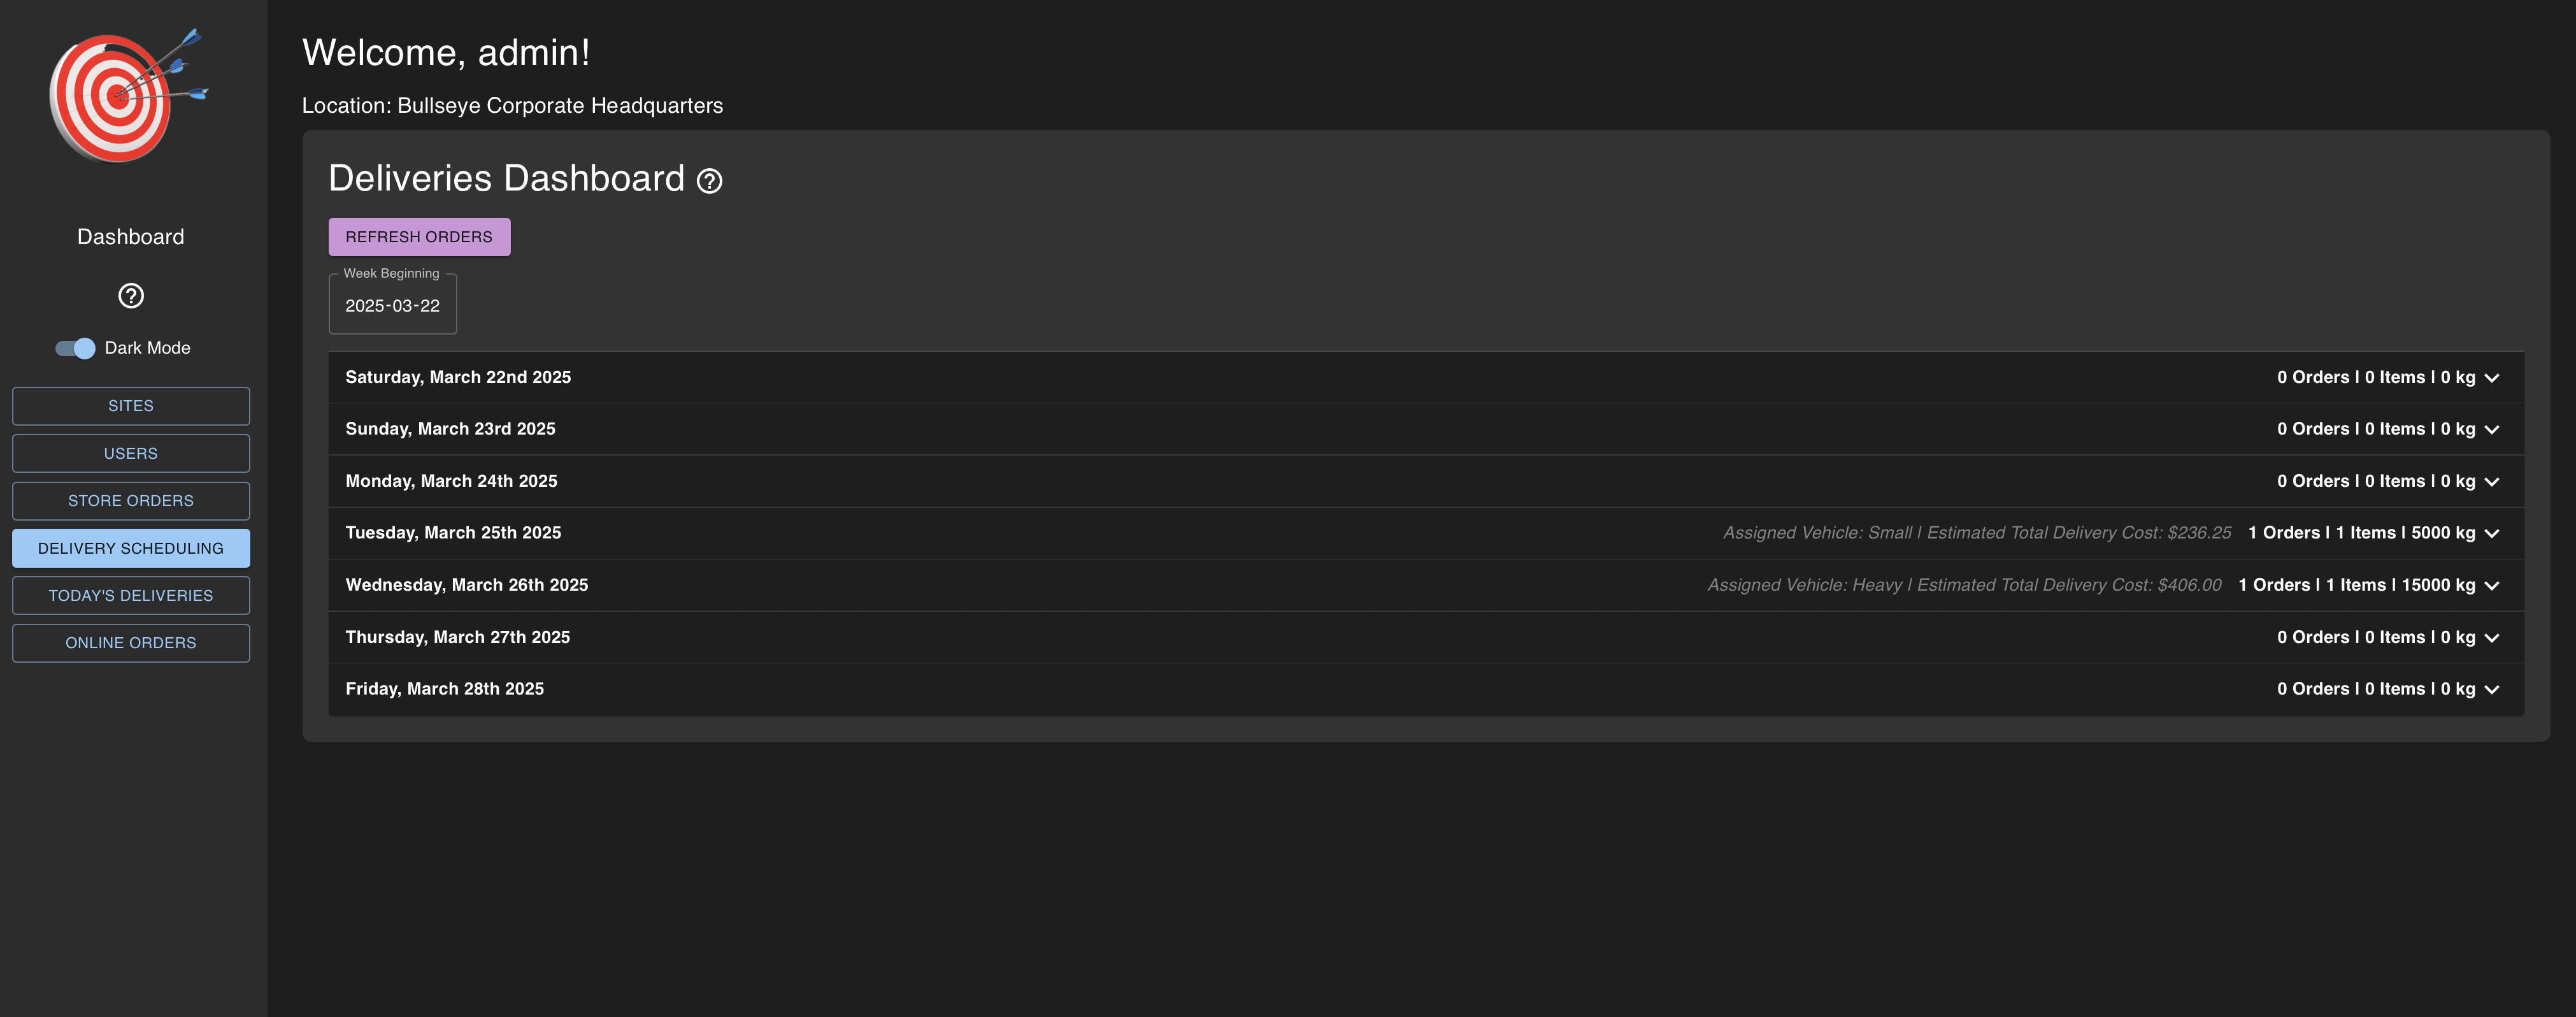 Dashboard
Dark Mode
SITES
USERS
STORE ORDERS
DELIVERY SCHEDULING
TODAY'S DELIVERIES
ONLINE ORDERS
Welcome, admin!
Location: Bullseye Corporate Headquarters
Deliveries Dashboard
REFRESH ORDERS
Week Beginning
2025-03-22
Saturday, March 22nd 2025 0 Orders | 0 Items | 0 kg
Sunday, March 23rd 2025 0 Orders | 0 Items | 0 kg
Monday, March 24th 2025 0 Orders | 0 Items | 0 kg
Tuesday, March 25th 2025 Assigned Vehicle: Small | Estimated Total Delivery Cost: $236.25 1 Orders | 1 Items | 5000 kg
Wednesday, March 26th 2025 Assigned Vehicle: Heavy | Estimated Total Delivery Cost: $406.00 1 Orders | 1 Items | 15000 kg
Thursday, March 27th 2025 0 Orders | 0 Items | 0 kg
Friday, March 28th 2025 0 Orders | 0 Items | 0 kg